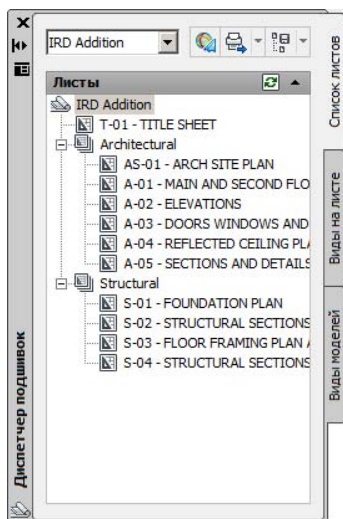 IRD Addition
Листы
IRD Addition
T-01 - TITLE SHEET
Architectural
AS-01 - ARCH SITE PLAN
A-01 - MAIN AND SECOND FLO
A-02 - ELEVATIONS
A-03 - DOORS WINDOWS AND
A-04 - REFLECTED CEILING PL
A-05 - SECTIONS AND DETAILS
Structural
S-01 - FOUNDATION PLAN
S-02 - STRUCTURAL SECTIONS
S-03 - FLOOR FRAMING PLAN
S-04 - STRUCTURAL SECTIONS
Список листов
Виды на листе
Виды моделей
Диспетчер подшивок